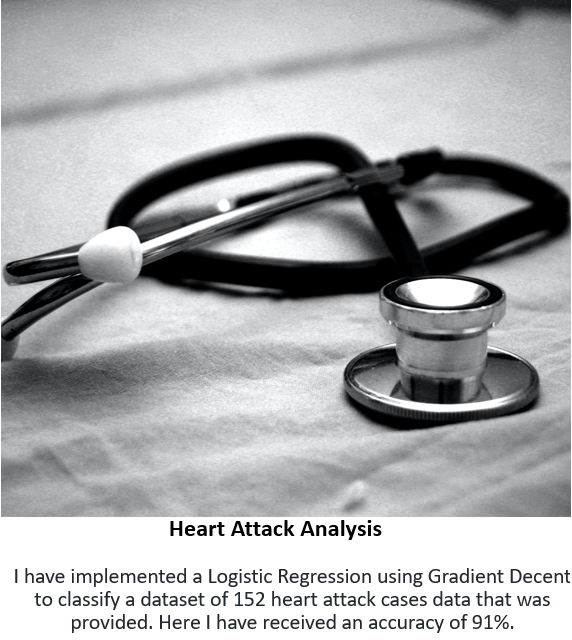 Heart Attack Analysis
I have implemented a Logistic Regression using Gradient Decent
to classify a dataset of 152 heart attack cases data that was
provided. Here I have received an accuracy of 91%.